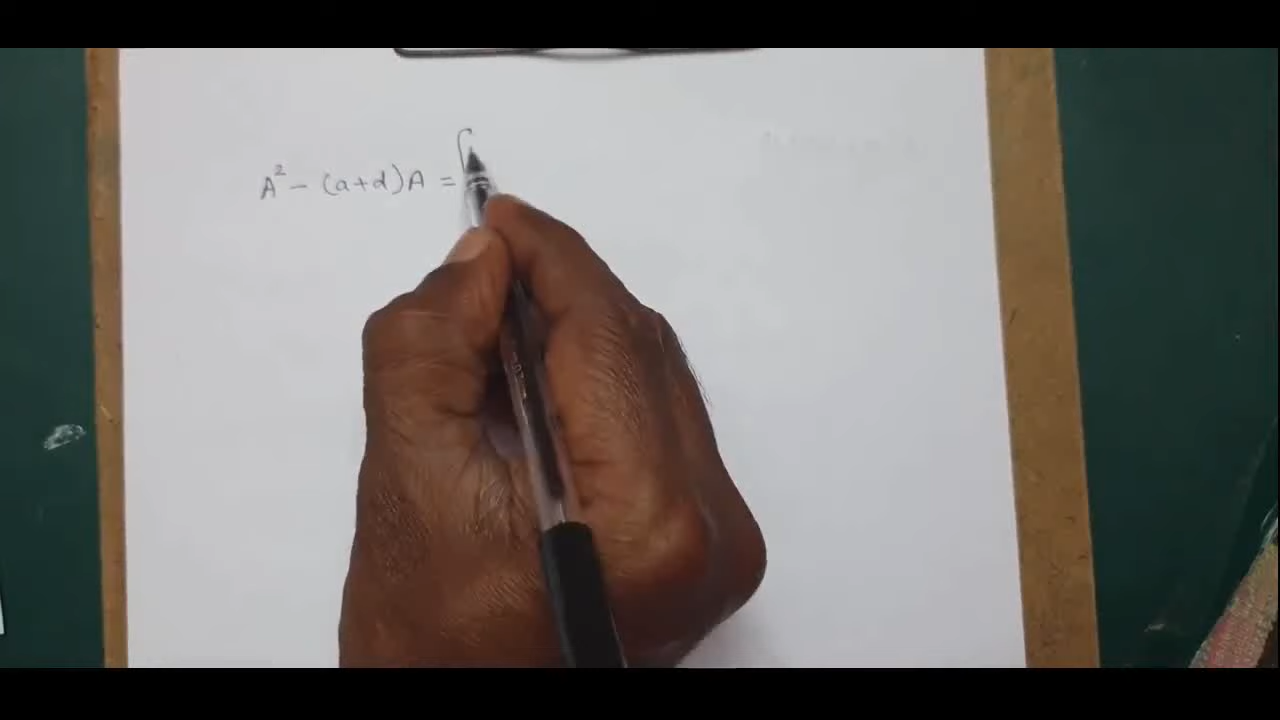 A² - (a+d)A =